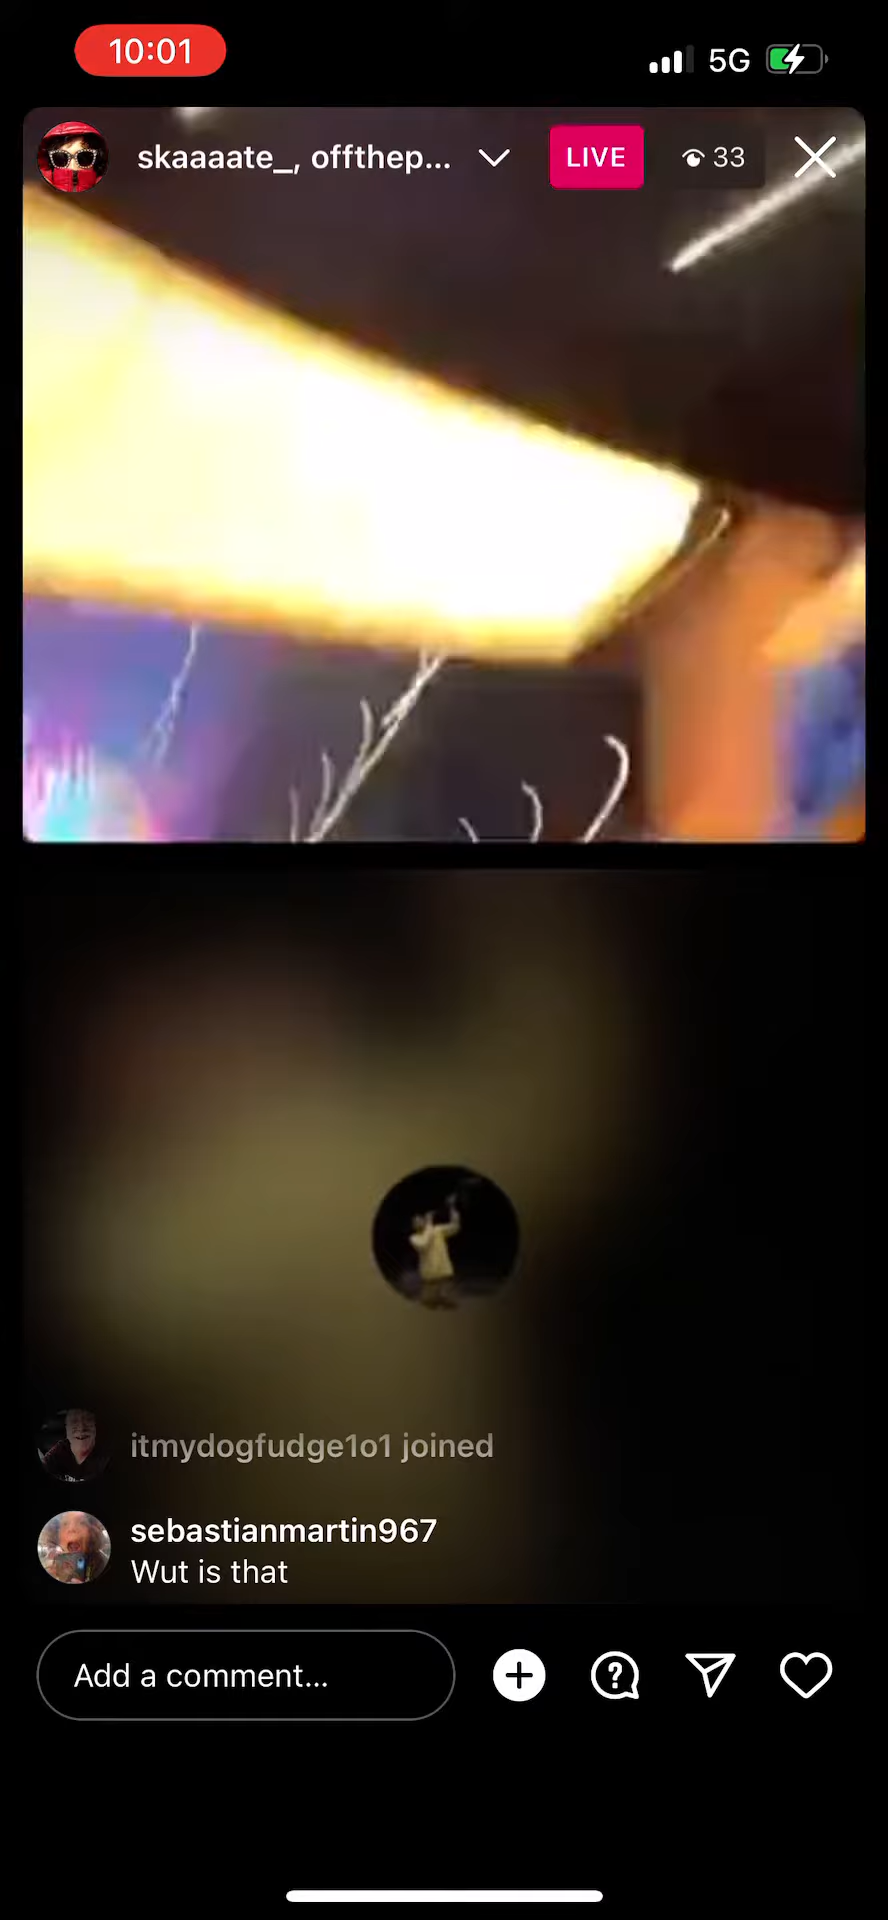 10:01
5G
skaaaate_, offthep...
LIVE
33
itmydogfudge1o1 joined
sebastianmartin967
Wut is that
Add a comment...